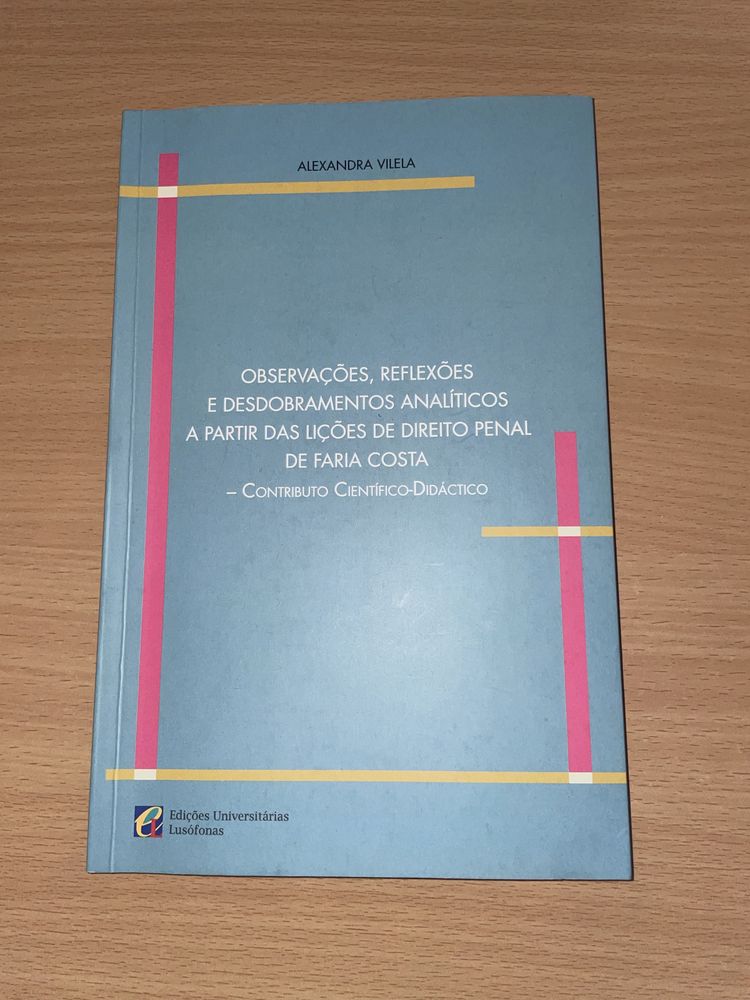 ALEXANDRA VILELA
OBSERVAÇÕES, REFLEXÕES
E DESDOBRAMENTOS ANALÍTICOS
A PARTIR DAS LIÇÕES DE DIREITO PENAL
DE FARIA COSTA
– CONTRIBUTO CIENTÍFICO-DIDÁCTICO
Edições Universitárias
Lusófonas